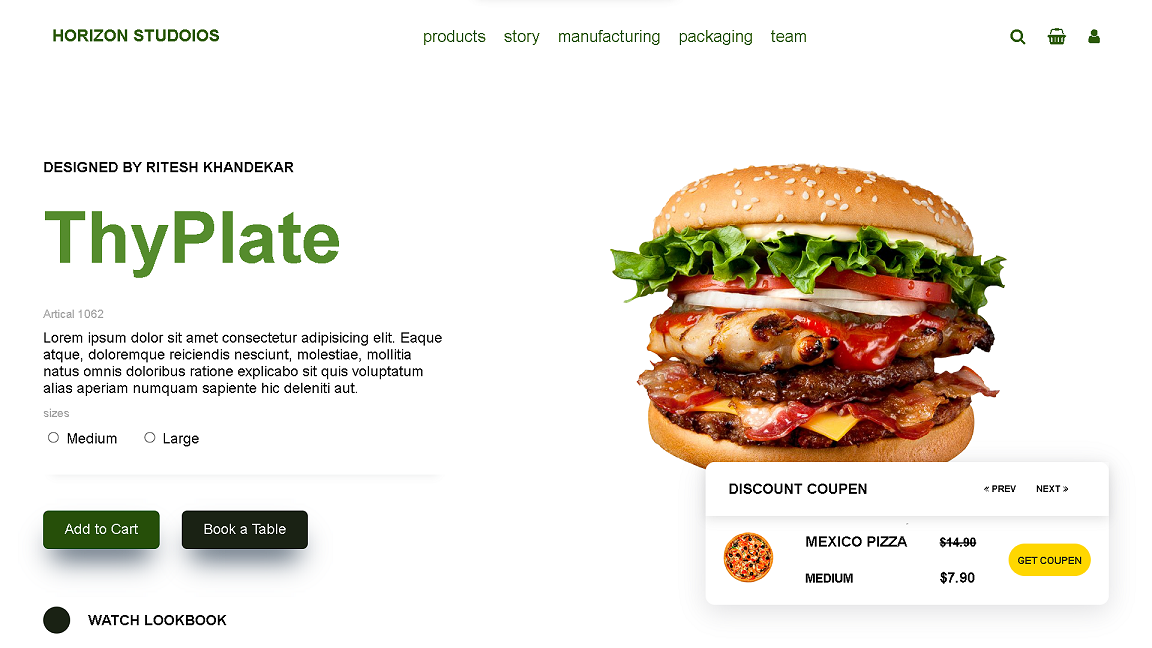 HORIZON STUDOIOS
products story manufacturing packaging team
DESIGNED BY RITESH KHANDEKAR
ThyPlate
Artical 1062
Lorem ipsum dolor sit amet consectetur adipisicing elit. Eaque
atque, doloremque reiciendis nesciunt, molestiae, mollitia
natus omnis doloribus ratione explicabo sit quis voluptatum
alias aperiam numquam sapiente hic deleniti aut.
sizes
Medium Large
Add to Cart Book a Table
WATCH LOOKBOOK
DISCOUNT COUPEN « PREV NEXT »
MEXICO PIZZA $14.90
MEDIUM $7.90
GET COUPEN